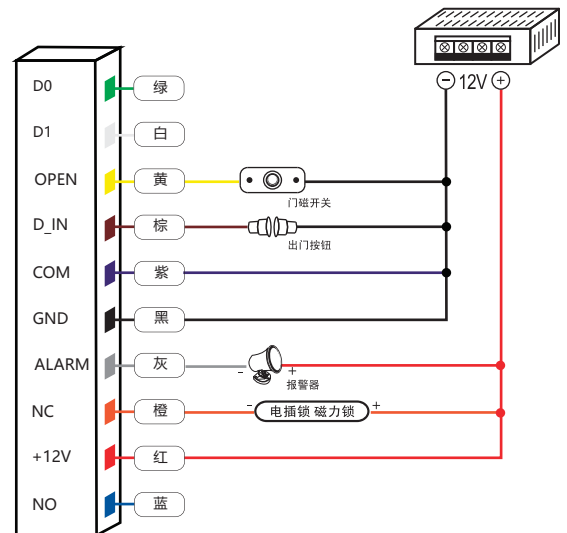 − 12V +
D0 绿
D1 白
OPEN 黄
门磁开关
D_IN 棕
出门按钮
COM 紫
GND 黑
ALARM 灰 - +
报警器
NC 橙 - 电插锁 磁力锁 +
+12V 红
NO 蓝